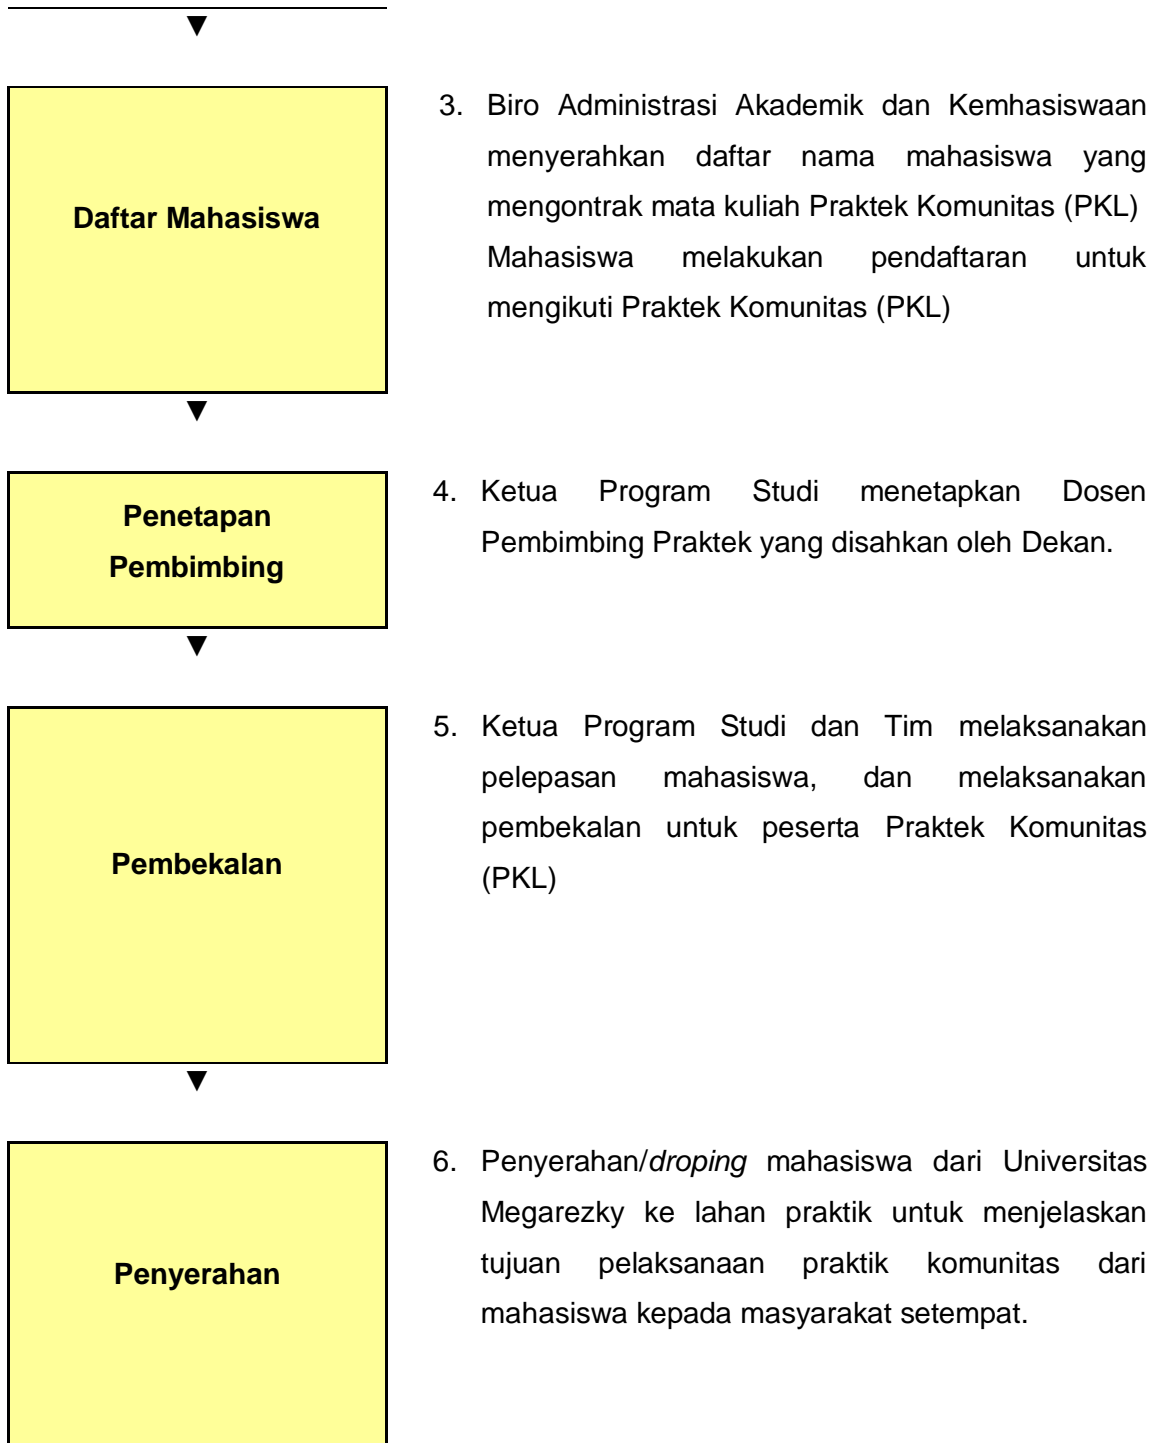 ▼
Daftar Mahasiswa
3. Biro Administrasi Akademik dan Kemhasiswaan
menyerahkan daftar nama mahasiswa yang
mengontrak mata kuliah Praktek Komunitas (PKL)
Mahasiswa melakukan pendaftaran untuk
mengikuti Praktek Komunitas (PKL)
▼
Penetapan
Pembimbing
4. Ketua Program Studi menetapkan Dosen
Pembimbing Praktek yang disahkan oleh Dekan.
▼
Pembekalan
5. Ketua Program Studi dan Tim melaksanakan
pelepasan mahasiswa, dan melaksanakan
pembekalan untuk peserta Praktek Komunitas
(PKL)
▼
Penyerahan
6. Penyerahan/droping mahasiswa dari Universitas
Megarezky ke lahan praktik untuk menjelaskan
tujuan pelaksanaan praktik komunitas dari
mahasiswa kepada masyarakat setempat.